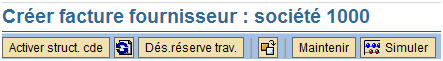 Créer facture fournisseur : société 1000
Activer struct. cde Dés.réserve trav. Maintenir Simuler